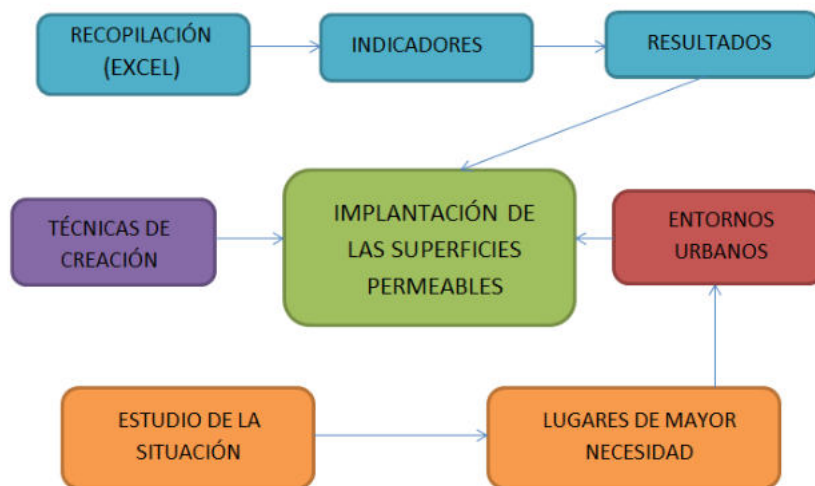 RECOPILACIÓN
(EXCEL)
INDICADORES
RESULTADOS
TÉCNICAS DE
CREACIÓN
IMPLANTACIÓN DE
LAS SUPERFICIES
PERMEABLES
ENTORNOS
URBANOS
ESTUDIO DE LA
SITUACIÓN
LUGARES DE MAYOR
NECESIDAD